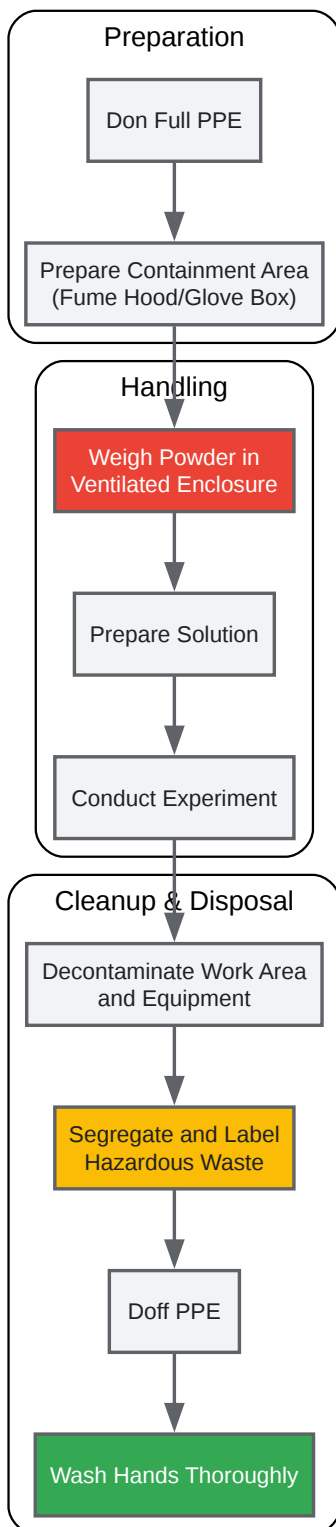 Preparation
Don Full PPE
Prepare Containment Area
(Fume Hood/Glove Box)
Handling
Weigh Powder in
Ventilated Enclosure
Prepare Solution
Conduct Experiment
Cleanup & Disposal
Decontaminate Work Area
and Equipment
Segregate and Label
Hazardous Waste
Doff PPE
Wash Hands Thoroughly